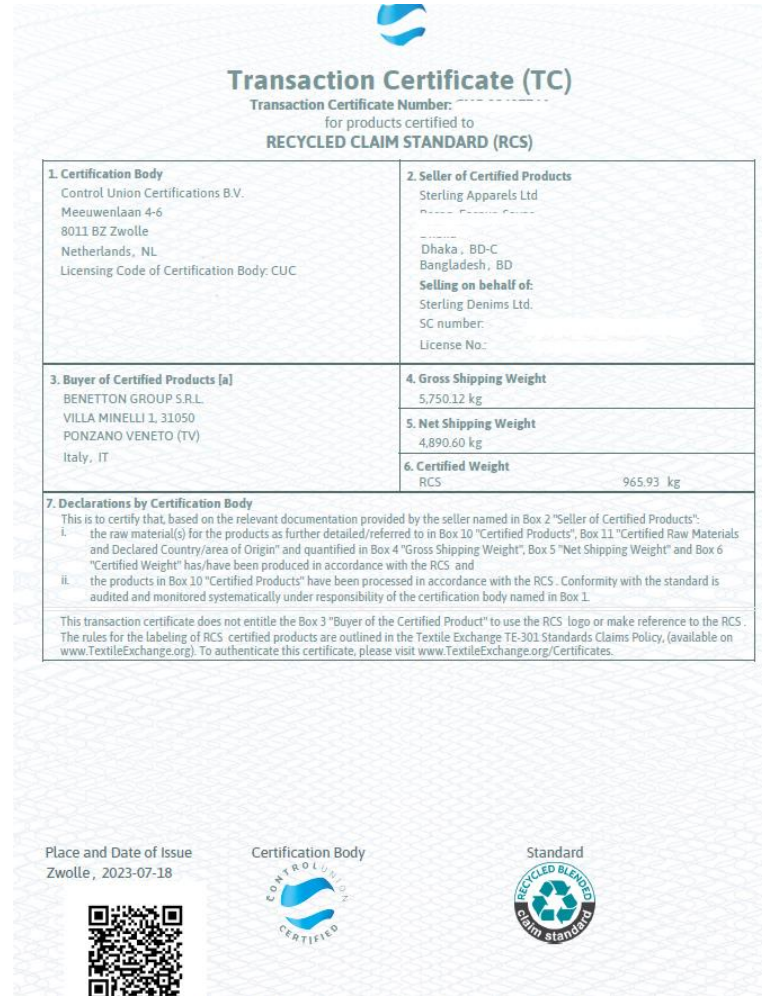 Transaction Certificate (TC)
Transaction Certificate Number:
for products certified to
RECYCLED CLAIM STANDARD (RCS)
1. Certification Body
Control Union Certifications B.V.
Meeuwenlaan 4-6
8011 BZ Zwolle
Netherlands, NL
Licensing Code of Certification Body: CUC
2. Seller of Certified Products
Sterling Apparels Ltd
Dhaka , BD-C
Bangladesh, BD
Selling on behalf of:
Sterling Denims Ltd.
SC number:
License No.:
3. Buyer of Certified Products [a]
BENETTON GROUP S.R.L.
VILLA MINELLI 1, 31050
PONZANO VENETO (TV)
Italy, IT
4. Gross Shipping Weight
5,750.12 kg
5. Net Shipping Weight
4,890.60 kg
6. Certified Weight
RCS 965.93 kg
7. Declarations by Certification Body
This is to certify that, based on the relevant documentation provided by the seller named in Box 2 "Seller of Certified Products":
i. the raw material(s) for the products as further detailed/referred to in Box 10 "Certified Products", Box 11 "Certified Raw Materials
and Declared Country/area of Origin" and quantified in Box 4 "Gross Shipping Weight", Box 5 "Net Shipping Weight" and Box 6
"Certified Weight" has/have been produced in accordance with the RCS and
ii. the products in Box 10 "Certified Products" have been processed in accordance with the RCS . Conformity with the standard is
audited and monitored systematically under responsibility of the certification body named in Box 1.
This transaction certificate does not entitle the Box 3 "Buyer of the Certified Product" to use the RCS logo or make reference to the RCS .
The rules for the labeling of RCS certified products are outlined in the Textile Exchange TE-301 Standards Claims Policy, (available on
www.TextileExchange.org). To authenticate this certificate, please visit www.TextileExchange.org/Certificates.
Place and Date of Issue
Zwolle , 2023-07-18
Certification Body
CONTROL UNION
CERTIFIED
Standard
RECYCLED BLENDED
claim standard